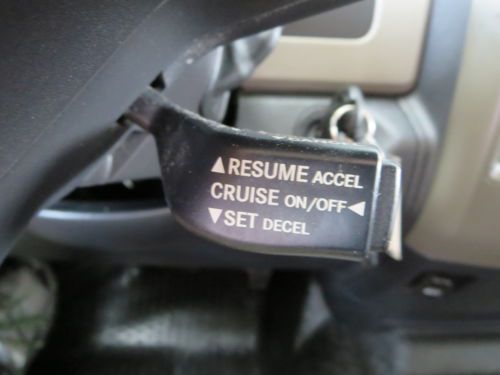 ▲RESUME ACCEL
CRUISE ON/OFF◀
▼SET DECEL